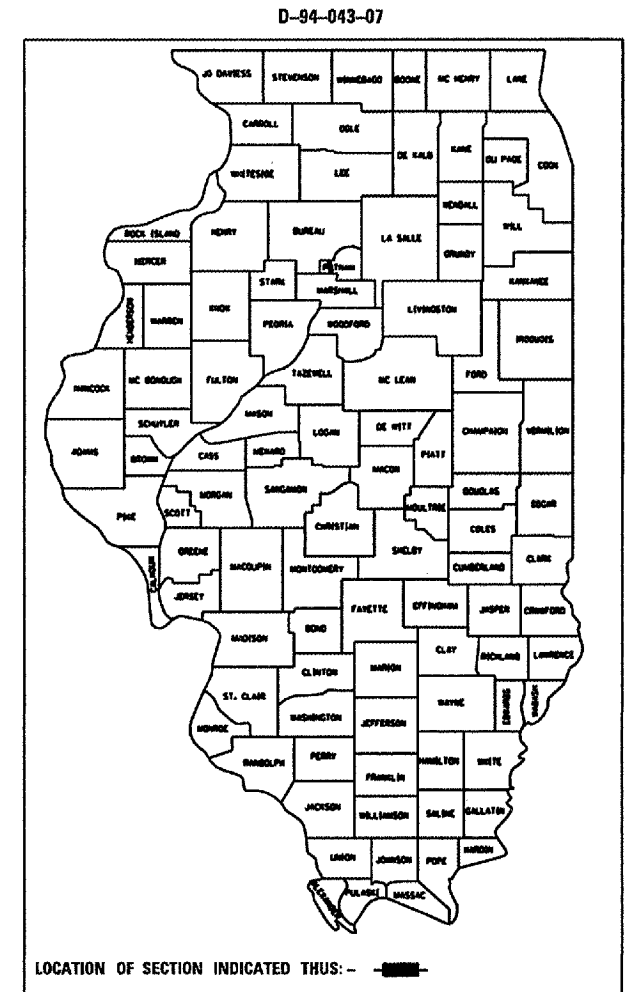 D-94-043-07
JO DAVIESS STEVENSON WINNEBAGO BOONE MC HENRY LAKE
CARROLL OGLE
DE KALB KANE DU PAGE COOK
WHITESIDE LEE
KENDALL
ROCK ISLAND HENRY BUREAU LA SALLE WILL
GRUNDY
MERCER PUTNAM
STARK MARSHALL KANKAKEE
HENDERSON WARREN KNOX PEORIA WOODFORD LIVINGSTON IROQUOIS
HANCOCK MC DONOUGH FULTON TAZEWELL MC LEAN FORD
MASON
SCHUYLER LOGAN DE WITT CHAMPAIGN VERMILION
ADAMS BROWN CASS MENARD PIATT
MACON
MORGAN SANGAMON DOUGLAS EDGAR
PIKE SCOTT CHRISTIAN MOULTRIE
COLES
GREENE SHELBY
CALHOUN MACOUPIN MONTGOMERY CUMBERLAND CLARK
JERSEY
FAYETTE EFFINGHAM JASPER CRAWFORD
MADISON BOND
CLAY RICHLAND LAWRENCE
CLINTON MARION
ST. CLAIR WAYNE EDWARDS WABASH
MONROE WASHINGTON JEFFERSON
RANDOLPH PERRY HAMILTON WHITE
FRANKLIN
JACKSON WILLIAMSON SALINE GALLATIN
UNION JOHNSON POPE HARDIN
ALEXANDER PULASKI MASSAC
LOCATION OF SECTION INDICATED THUS:-